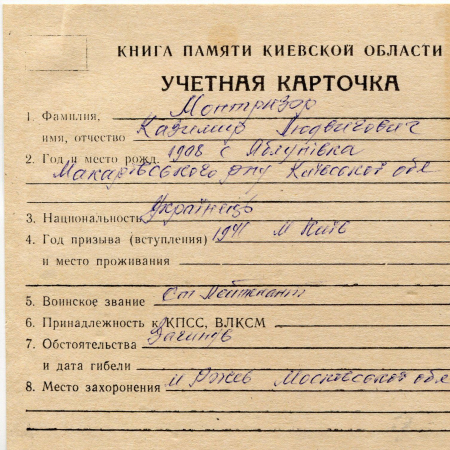 КНИГА ПАМЯТИ КИЕВСКОЙ ОБЛАСТИ
УЧЕТНАЯ КАРТОЧКА
1 Фамилия, Монтрезор
имя, отчество Казимир Людвигович
2. Год и место рожд. 1908 с Яблунівка
Макарівського р-ну Київської обл
3. Национальность Українець
4. Год призыва (вступления) 1941 м Київ
и место проживания
5. Воинское звание Ст Лейтенант
6. Принадлежность к КПСС, ВЛКСМ
7. Обстоятельства Загинув
и дата гибели
8. Место захоронения м Ржев Московської обл